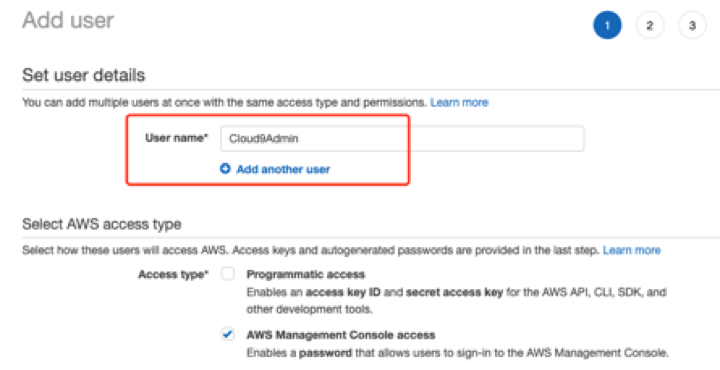 Add user
1 2 3
Set user details
You can add multiple users at once with the same access type and permissions. Learn more
User name* Cloud9Admin
Add another user
Select AWS access type
Select how these users will access AWS. Access keys and autogenerated passwords are provided in the last step. Learn more
Access type* Programmatic access
Enables an access key ID and secret access key for the AWS API, CLI, SDK, and
other development tools.
AWS Management Console access
Enables a password that allows users to sign-in to the AWS Management Console.